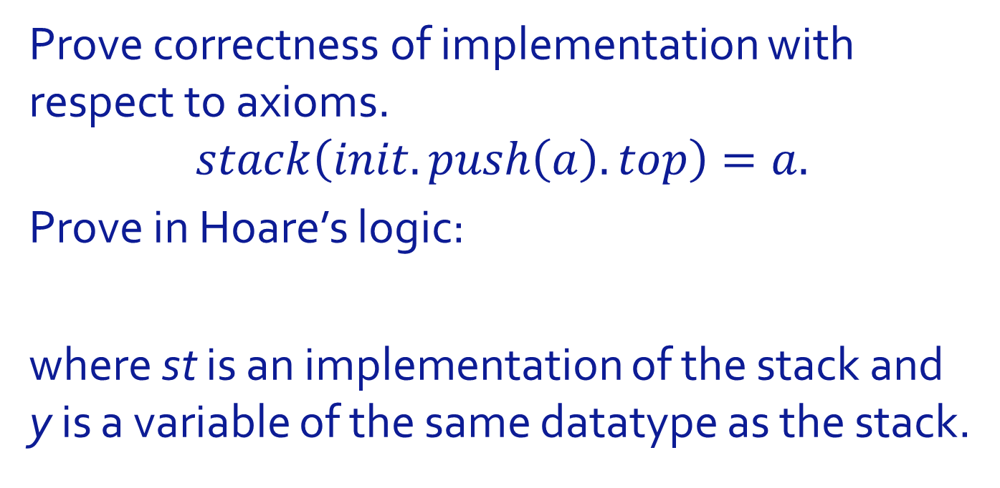 Prove correctness of implementation with
respect to axioms.
stack(init.push(a).top) = a.
Prove in Hoare’s logic:
where st is an implementation of the stack and
y is a variable of the same datatype as the stack.